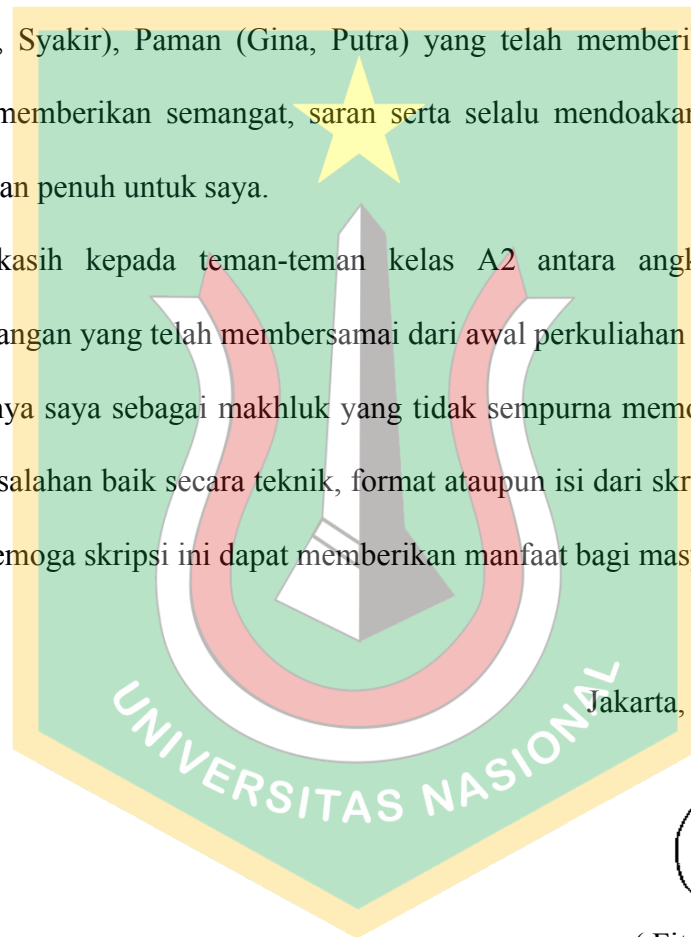 , Syakir), Paman (Gina, Putra) yang telah memberi
memberikan semangat, saran serta selalu mendoakan
an penuh untuk saya.
kasih kepada teman-teman kelas A2 antara angk
angan yang telah membersamai dari awal perkuliahan
nya saya sebagai makhluk yang tidak sempurna memo
salahan baik secara teknik, format ataupun isi dari skr
emoga skripsi ini dapat memberikan manfaat bagi mas
Jakarta,
UNIVERSITAS NASIONAL